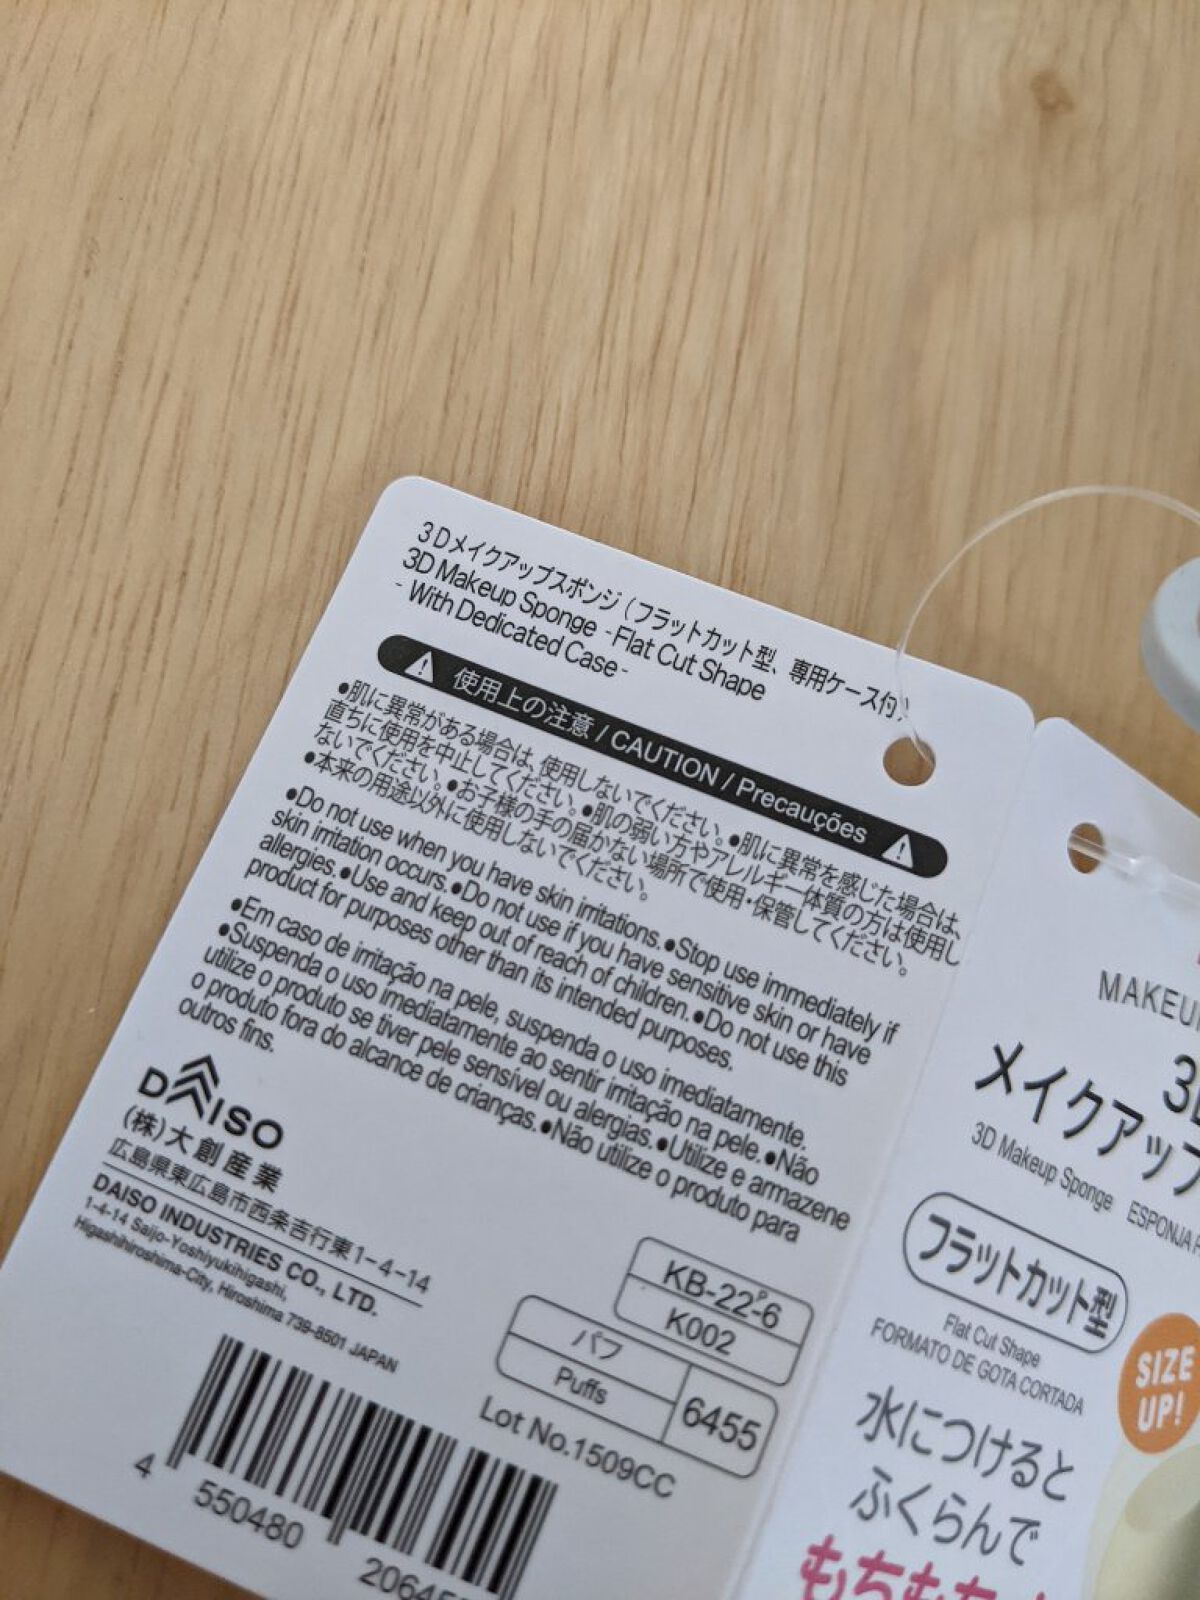 3Dメイクアップスポンジ(フラットカット型、専用ケース付)
3D Makeup Sponge -Flat Cut Shape
- With Dedicated Case-
使用上の注意 / CAUTION / Precauções
●肌に異常がある場合は、使用しないでください。●肌に異常を感じた場合は、
直ちに使用を中止してください。●肌の弱い方やアレルギー体質の方は使用し
ないでください。●お子様の手の届かない場所で使用・保管してください。
●本来の用途以外に使用しないでください。
●Do not use when you have skin irritations.●Stop use immediately if
skin irritation occurs.●Do not use if you have sensitive skin or have
allergies.●Use and keep out of reach of children.●Do not use this
product for purposes other than its intended purposes.
●Em caso de irritação na pele, suspenda o uso imediatamente.
●Suspenda o uso imediatamente ao sentir irritação na pele.●Não
utilize o produto se tiver pele sensível ou alergias.●Utilize e armazene
o produto fora do alcance de crianças.●Não utilize o produto para
outros fins.
DAISO
(株)大創産業
広島県東広島市西条吉行東1-4-14
DAISO INDUSTRIES CO., LTD.
1-4-14 Saijo-Yoshiyukihigashi,
Higashihiroshima-City, Hiroshima 739-8501 JAPAN
KB-22P-6
K002
パフ
Puffs
6455
Lot No.1509CC
4
550480
メイクアップ
3D Makeup Sponge
フラットカット型
Flat Cut Shape
FORMATO DE GOTA CORTADA
SIZE
UP!
水につけると
ふくらんで